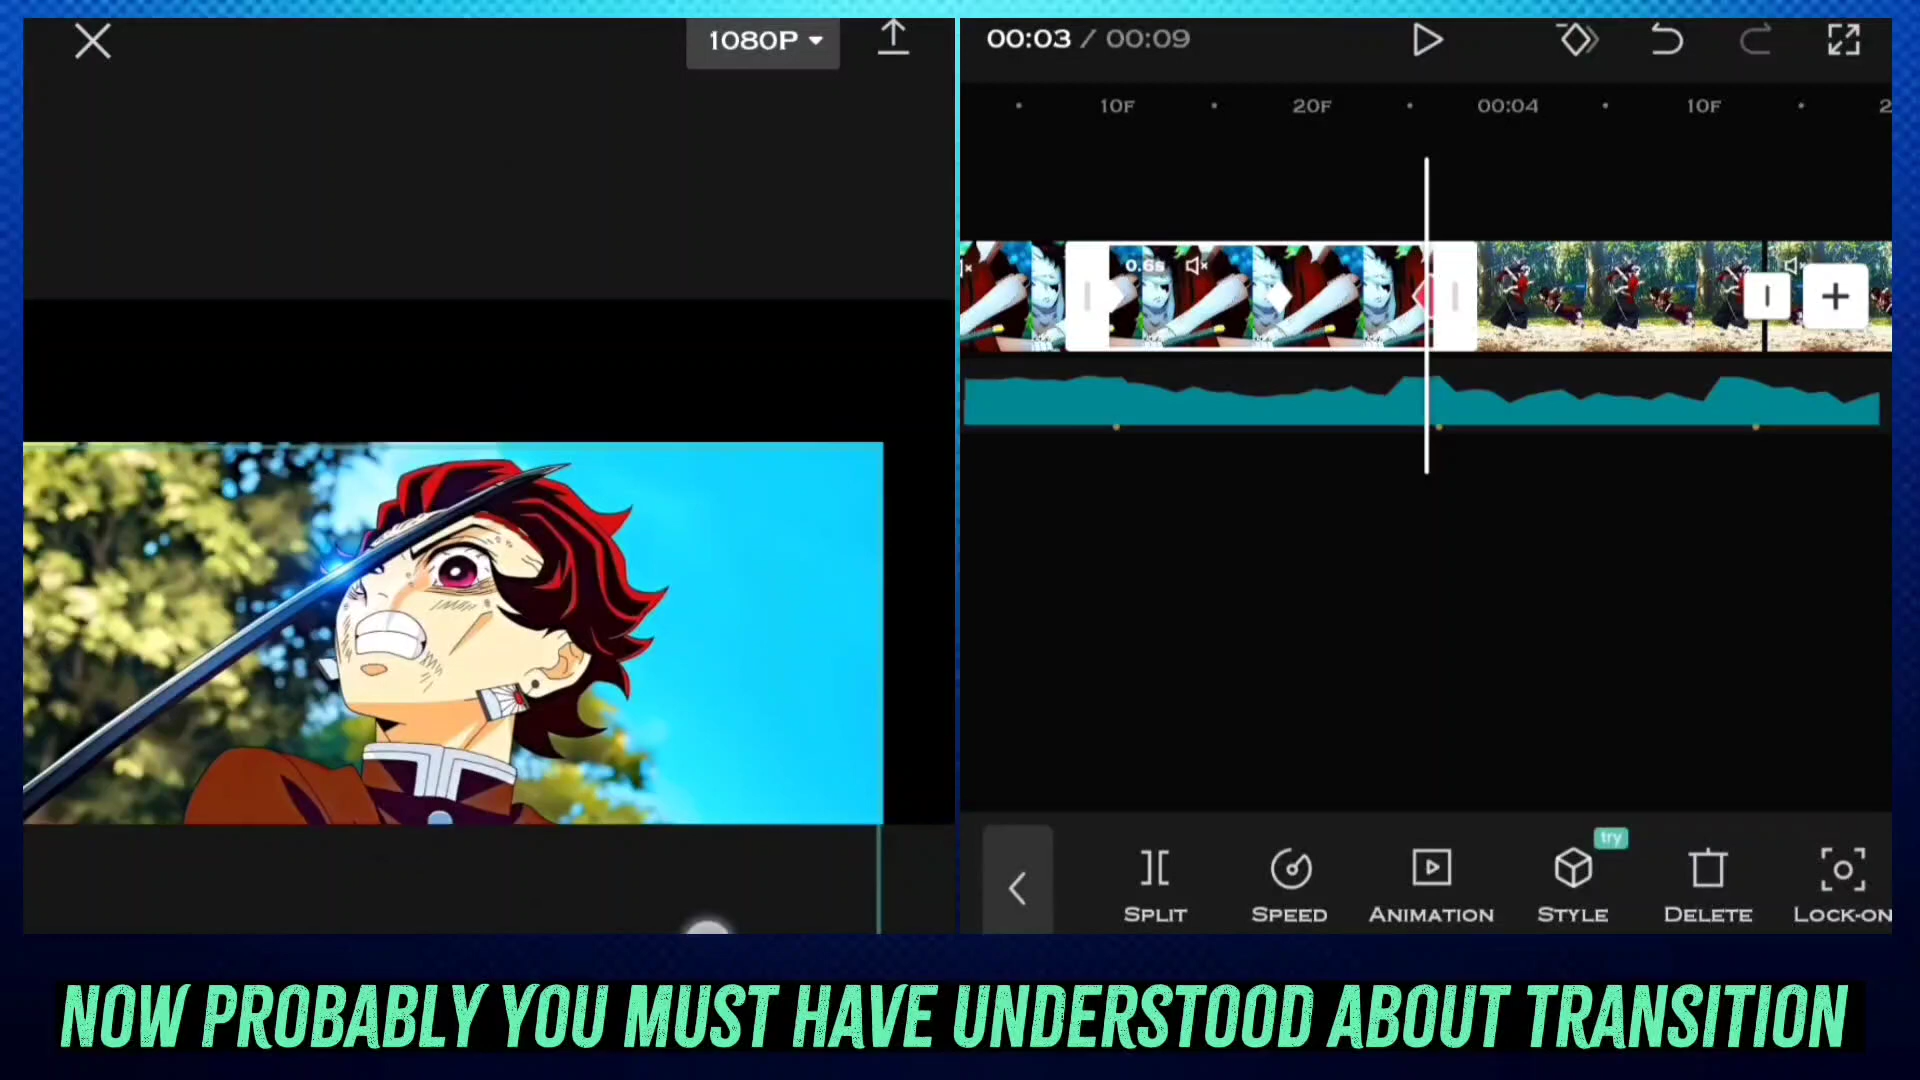 1080P
00:03 / 00:09
10F 20F 00:04 10F 2
0.6s
try
SPLIT SPEED ANIMATION STYLE DELETE LOCK-ON
NOW PROBABLY YOU MUST HAVE UNDERSTOOD ABOUT TRANSITION